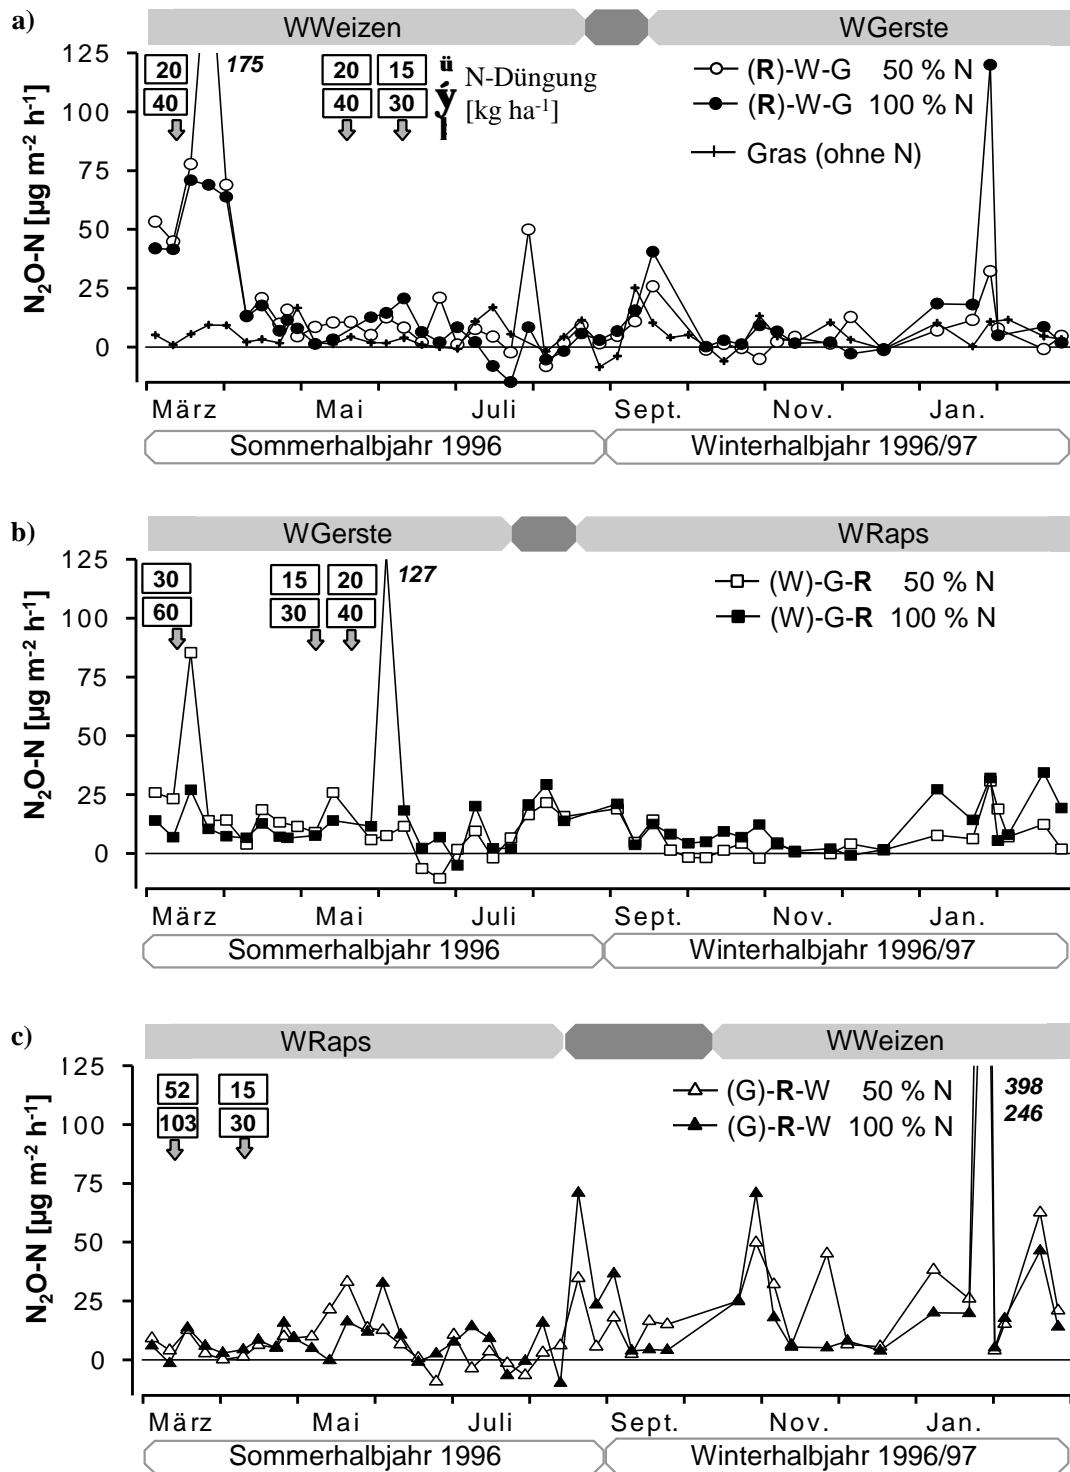 a)
WWeizen WGerste
N₂O-N [µg m⁻² h⁻¹]
125
100
75
50
25
0
20 20 15
40 40 30
175
N-Düngung
[kg ha⁻¹]
(R)-W-G 50 % N
(R)-W-G 100 % N
Gras (ohne N)
März Mai Juli Sept. Nov. Jan.
Sommerhalbjahr 1996 Winterhalbjahr 1996/97
b)
WGerste WRaps
N₂O-N [µg m⁻² h⁻¹]
125
100
75
50
25
0
30 15 20
60 30 40
127
(W)-G-R 50 % N
(W)-G-R 100 % N
März Mai Juli Sept. Nov. Jan.
Sommerhalbjahr 1996 Winterhalbjahr 1996/97
c)
WRaps WWeizen
N₂O-N [µg m⁻² h⁻¹]
125
100
75
50
25
0
52 15
103 30
(G)-R-W 50 % N
(G)-R-W 100 % N
398
246
März Mai Juli Sept. Nov. Jan.
Sommerhalbjahr 1996 Winterhalbjahr 1996/97